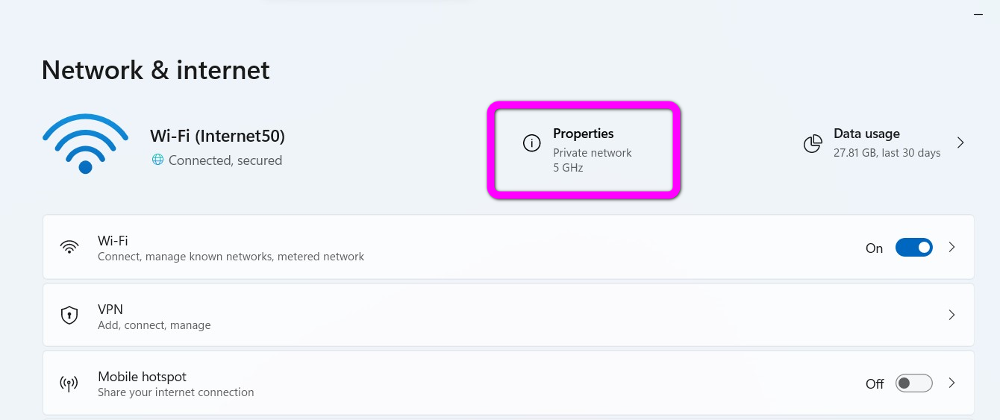 Network & internet
Wi-Fi (Internet50)
Connected, secured
Properties
Private network
5 GHz
Data usage
27.81 GB, last 30 days
Wi-Fi
Connect, manage known networks, metered network
On
VPN
Add, connect, manage
Mobile hotspot
Share your internet connection
Off